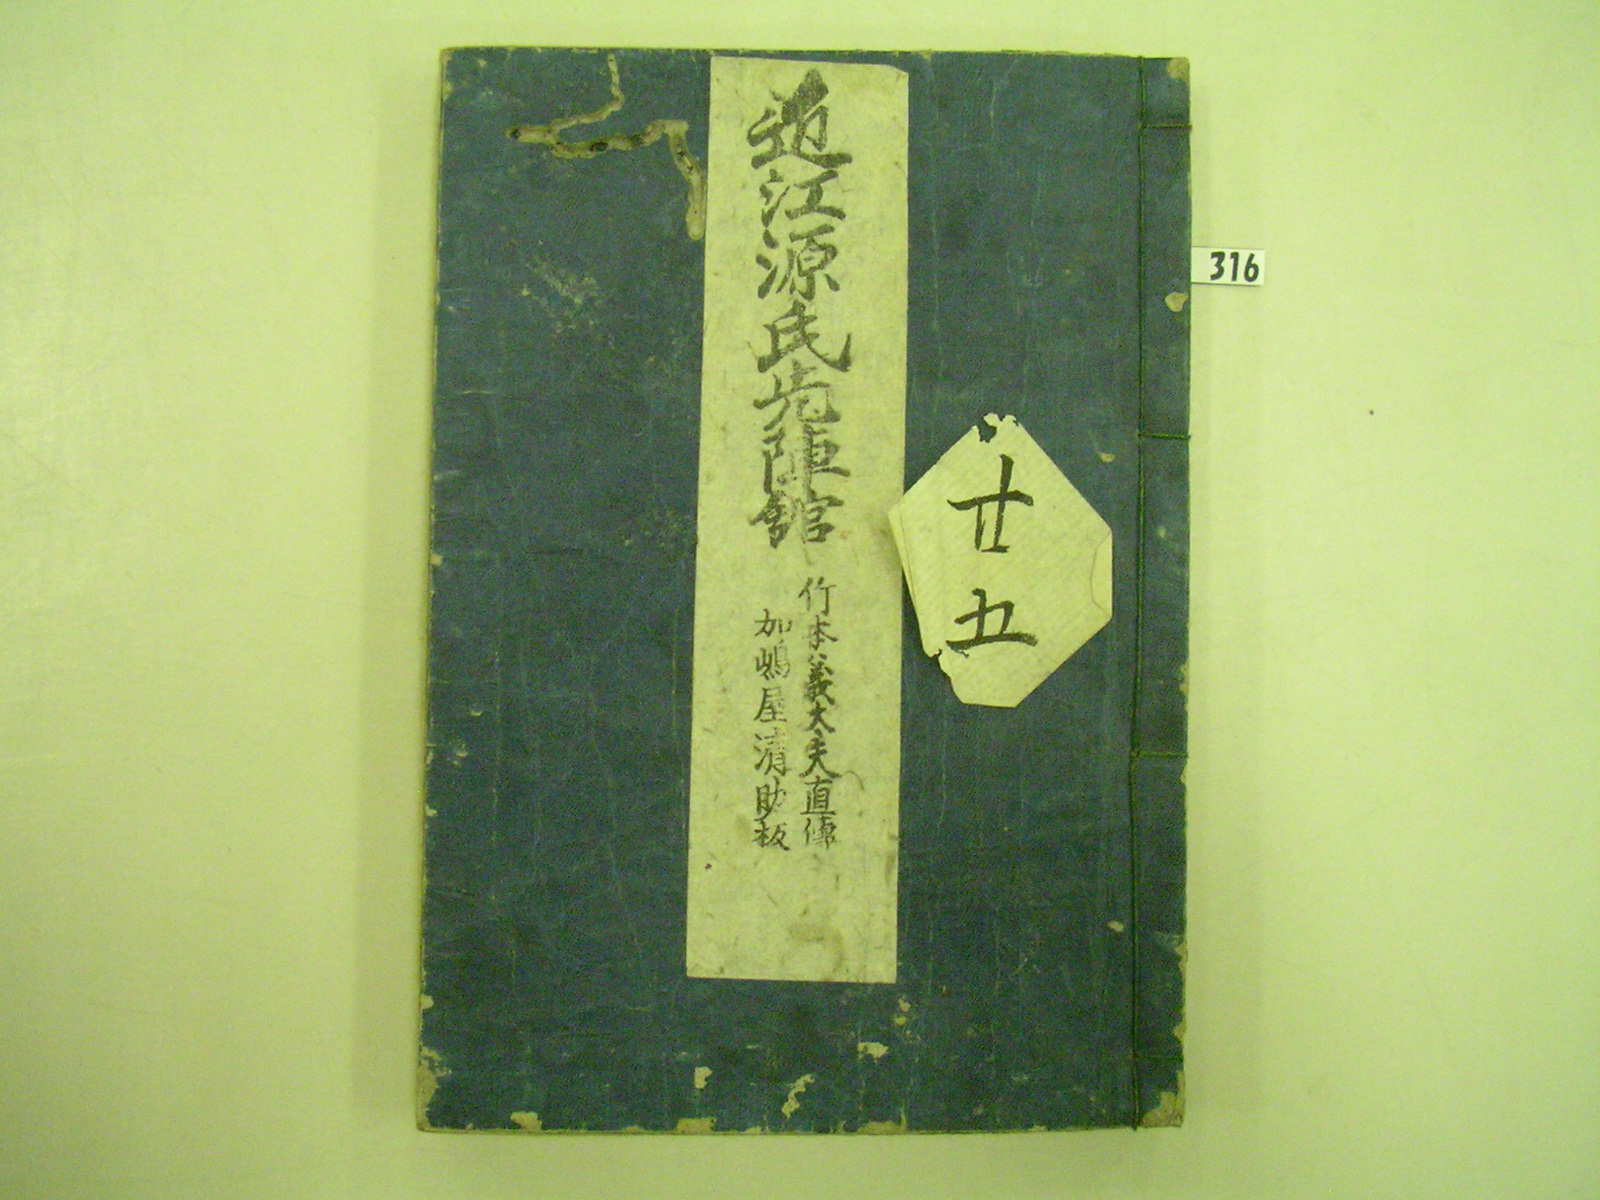 近江源氏先陣館
竹本義太夫直傳
加嶋屋清助板
廿五
316